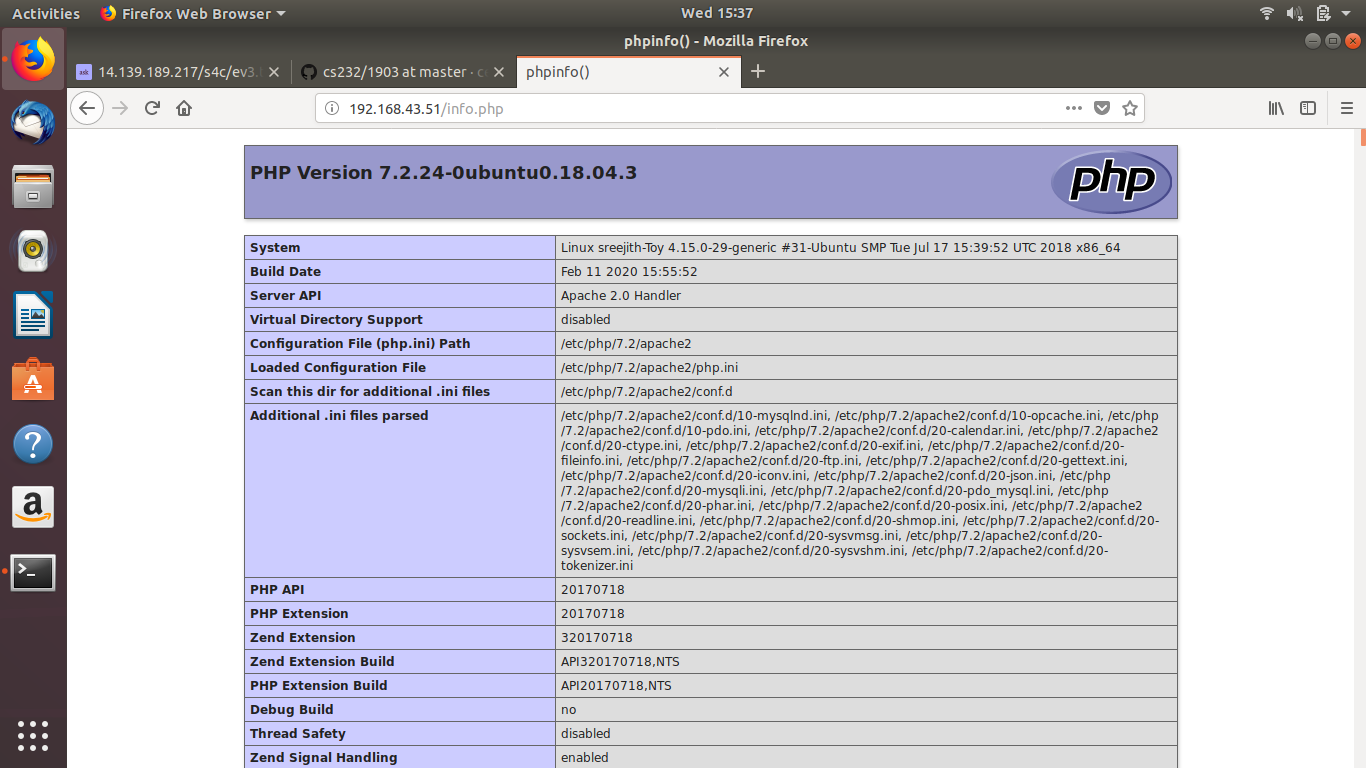 Activities Firefox Web Browser Wed 15:37
phpinfo() - Mozilla Firefox
14.139.189.217/s4c/ev3. cs232/1903 at master · phpinfo()
192.168.43.51/info.php
PHP Version 7.2.24-0ubuntu0.18.04.3
php
System Linux sreejith-Toy 4.15.0-29-generic #31-Ubuntu SMP Tue Jul 17 15:39:52 UTC 2018 x86_64
Build Date Feb 11 2020 15:55:52
Server API Apache 2.0 Handler
Virtual Directory Support disabled
Configuration File (php.ini) Path /etc/php/7.2/apache2
Loaded Configuration File /etc/php/7.2/apache2/php.ini
Scan this dir for additional .ini files /etc/php/7.2/apache2/conf.d
Additional .ini files parsed /etc/php/7.2/apache2/conf.d/10-mysqlnd.ini, /etc/php/7.2/apache2/conf.d/10-opcache.ini, /etc/php
/7.2/apache2/conf.d/10-pdo.ini, /etc/php/7.2/apache2/conf.d/20-calendar.ini, /etc/php/7.2/apache2
/conf.d/20-ctype.ini, /etc/php/7.2/apache2/conf.d/20-exif.ini, /etc/php/7.2/apache2/conf.d/20-
fileinfo.ini, /etc/php/7.2/apache2/conf.d/20-ftp.ini, /etc/php/7.2/apache2/conf.d/20-gettext.ini,
/etc/php/7.2/apache2/conf.d/20-iconv.ini, /etc/php/7.2/apache2/conf.d/20-json.ini, /etc/php
/7.2/apache2/conf.d/20-mysqli.ini, /etc/php/7.2/apache2/conf.d/20-pdo_mysql.ini, /etc/php
/7.2/apache2/conf.d/20-phar.ini, /etc/php/7.2/apache2/conf.d/20-posix.ini, /etc/php/7.2/apache2
/conf.d/20-readline.ini, /etc/php/7.2/apache2/conf.d/20-shmop.ini, /etc/php/7.2/apache2/conf.d/20-
sockets.ini, /etc/php/7.2/apache2/conf.d/20-sysvmsg.ini, /etc/php/7.2/apache2/conf.d/20-
sysvsem.ini, /etc/php/7.2/apache2/conf.d/20-sysvshm.ini, /etc/php/7.2/apache2/conf.d/20-
tokenizer.ini
PHP API 20170718
PHP Extension 20170718
Zend Extension 320170718
Zend Extension Build API320170718,NTS
PHP Extension Build API20170718,NTS
Debug Build no
Thread Safety disabled
Zend Signal Handling enabled